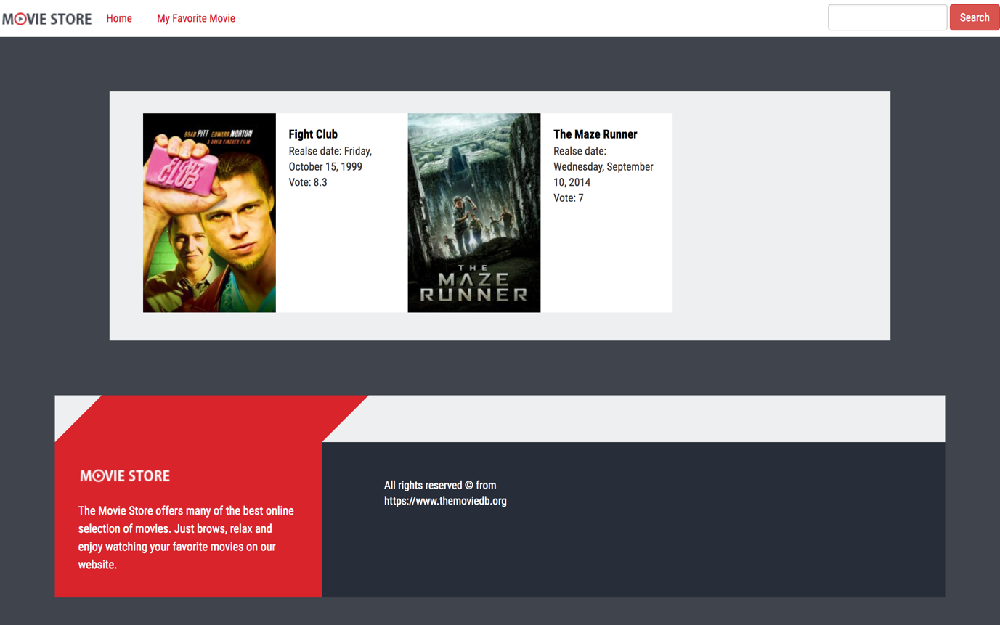 MOVIE STORE Home My Favorite Movie Search
BRAD PITT EDWARD NORTON
A DAVID FINCHER FILM
FIGHT CLUB
Fight Club
Realse date: Friday,
October 15, 1999
Vote: 8.3
THE
MAZE
RUNNER
The Maze Runner
Realse date:
Wednesday, September
10, 2014
Vote: 7
MOVIE STORE
The Movie Store offers many of the best online
selection of movies. Just brows, relax and
enjoy watching your favorite movies on our
website.
All rights reserved © from
https://www.themoviedb.org